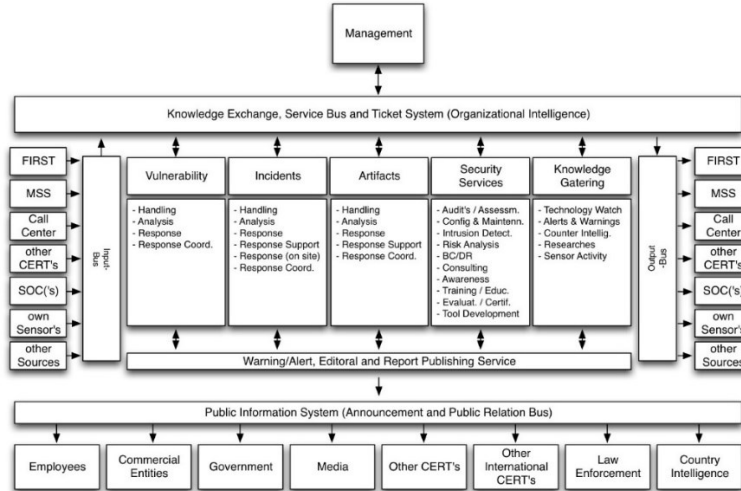 Management
Knowledge Exchange, Service Bus and Ticket System (Organizational Intelligence)
FIRST
MSS
Call
Center
other
CERT's
SOC('s)
own
Sensor's
other
Sources
Input-
Bus
Vulnerability
- Handling
- Analysis
- Response
- Response Coord.
Incidents
- Handling
- Analysis
- Response
- Response Support
- Response (on site)
- Response Coord.
Artifacts
- Handling
- Analysis
- Response
- Response Support
- Response Coord.
Security
Services
- Audit's / Assessm.
- Config & Maintenn.
- Intrusion Detect.
- Risk Analysis
- BC/DR
- Consulting
- Awareness
- Training / Educ.
- Evaluat. / Certif.
- Tool Development
Knowledge
Gatering
- Technology Watch
- Alerts & Warnings
- Counter Intellig.
- Researches
- Sensor Activity
Output
-Bus
FIRST
MSS
Call
Center
other
CERT's
SOC('s)
own
Sensor's
other
Sources
Warning/Alert, Editoral and Report Publishing Service
Public Information System (Announcement and Public Relation Bus)
Employees
Commercial
Entities
Government
Media
Other CERT's
Other
International
CERT's
Law
Enforcement
Country
Intelligence